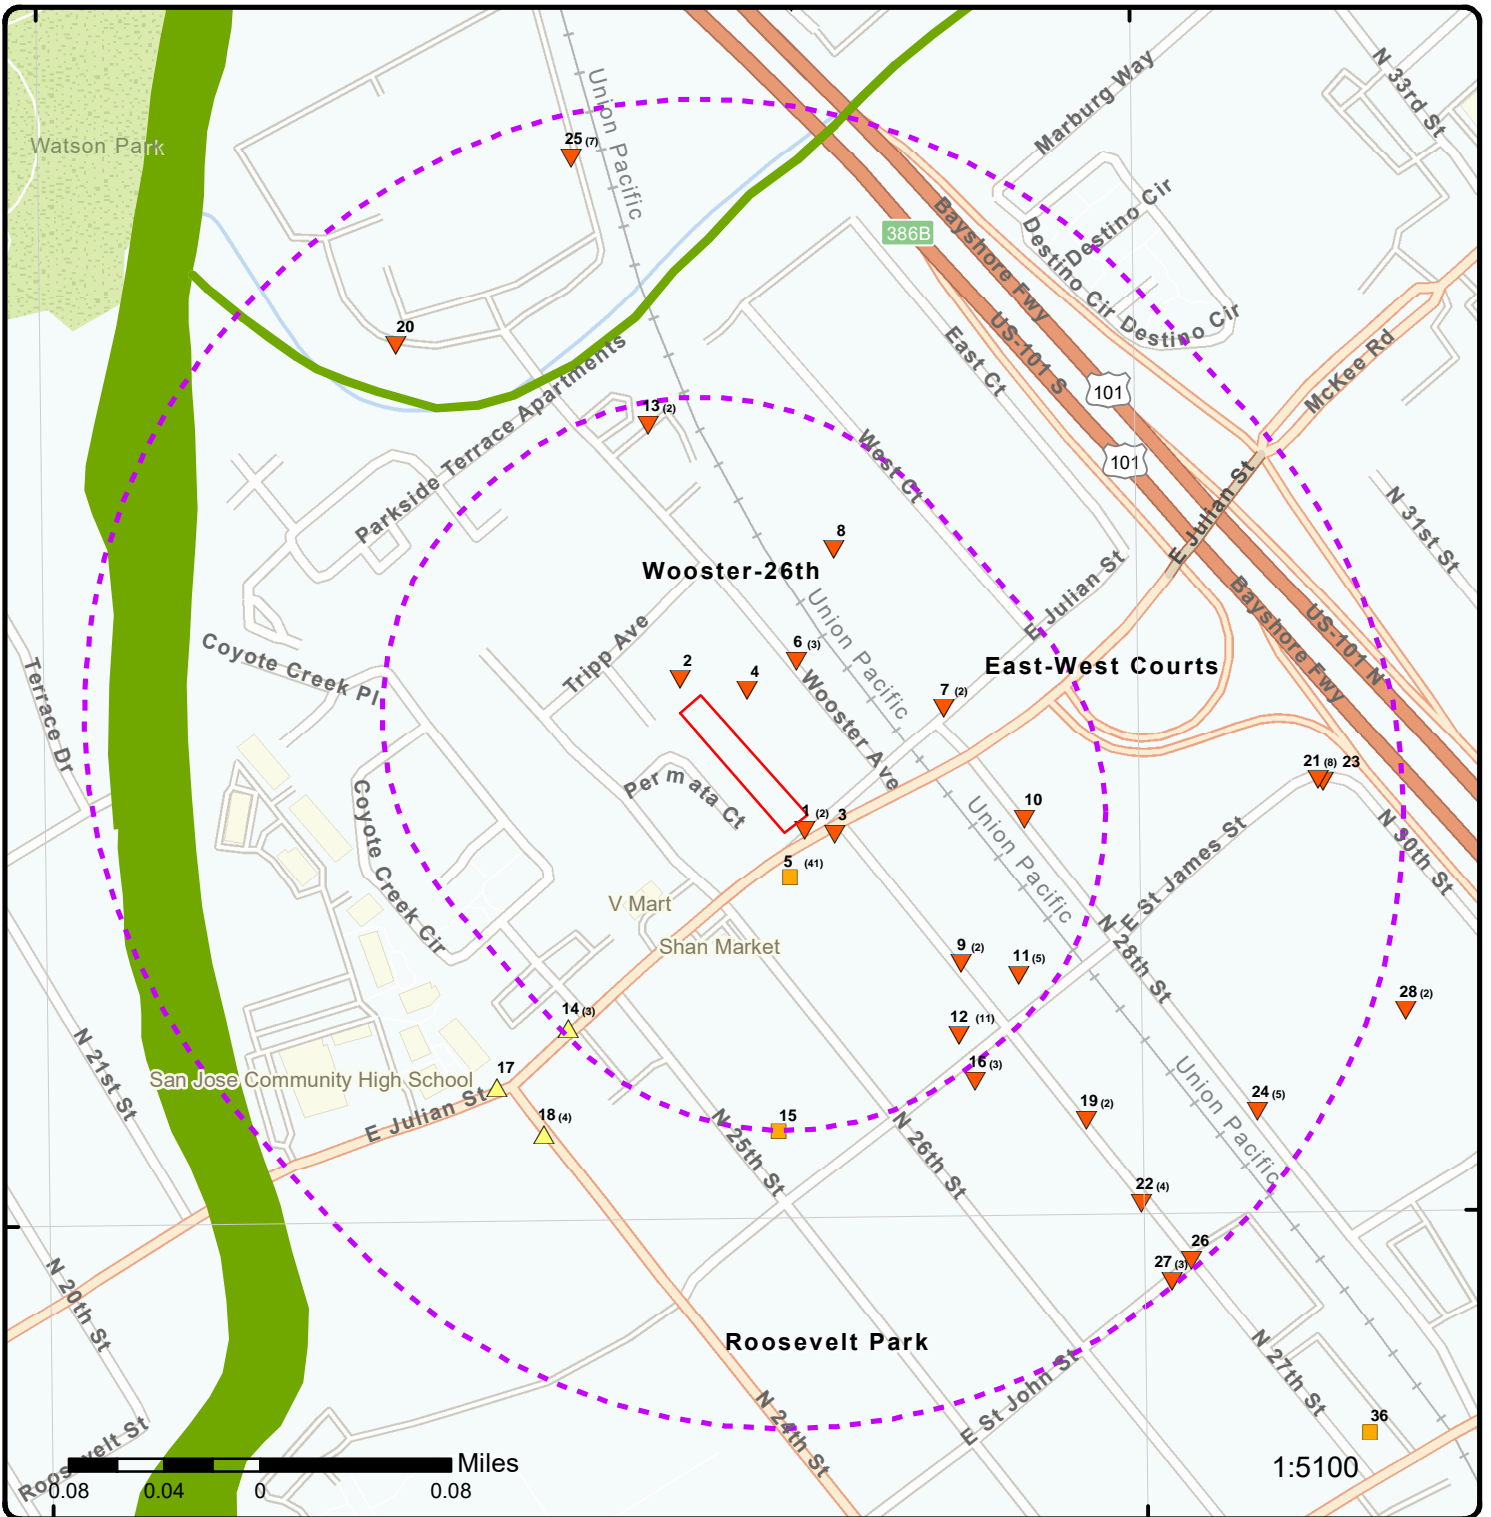 N 33rd St
Marburg Way
Union Pacific
25 (7)
Watson Park
Destino Cir
Bayshore Fwy
386B
Destino Cir
Destino Cir
20
US-101 S
East Ct
McKee Rd
101
Parkside Terrace Apartments
13 (2)
West Ct
101
E Julian St
N 31st St
8
Wooster-26th
E Julian St
Union Pacific
Bayshore Fwy
US-101 N
Tripp Ave
Coyote Creek Pl
6 (3)
2
4
East-West Courts
7 (2)
Terrace Dr
Wooster Ave
21 (8) 23
Permata Ct
Coyote Creek Cir
1 (2) 3
10
Union Pacific
N 30th St
E St James St
5 (41)
V Mart
Shan Market
9 (2)
11 (5)
N 28th St
28 (2)
14 (3)
12 (11)
N 21st St
San Jose Community High School
17
16 (3)
Union Pacific
E Julian St
18 (4)
15
19 (2)
24 (5)
N 25th St
N 26th St
22 (4)
26
27 (3)
N 20th St
Roosevelt Park
N 27th St
E St John St
N 24th St
36
Roosevelt St
Miles
0.08 0.04 0 0.08
1:5100